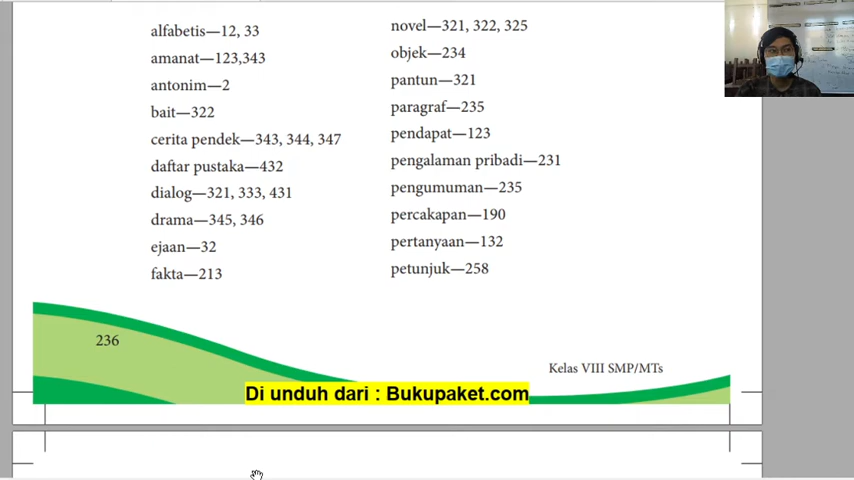 alfabetis—12, 33
amanat—123,343
antonim—2
bait—322
cerita pendek—343, 344, 347
daftar pustaka—432
dialog—321, 333, 431
drama—345, 346
ejaan—32
fakta—213
novel—321, 322, 325
objek—234
pantun—321
paragraf—235
pendapat—123
pengalaman pribadi—231
pengumuman—235
percakapan—190
pertanyaan—132
petunjuk—258
236
Kelas VIII SMP/MTs
Di unduh dari : Bukupaket.com